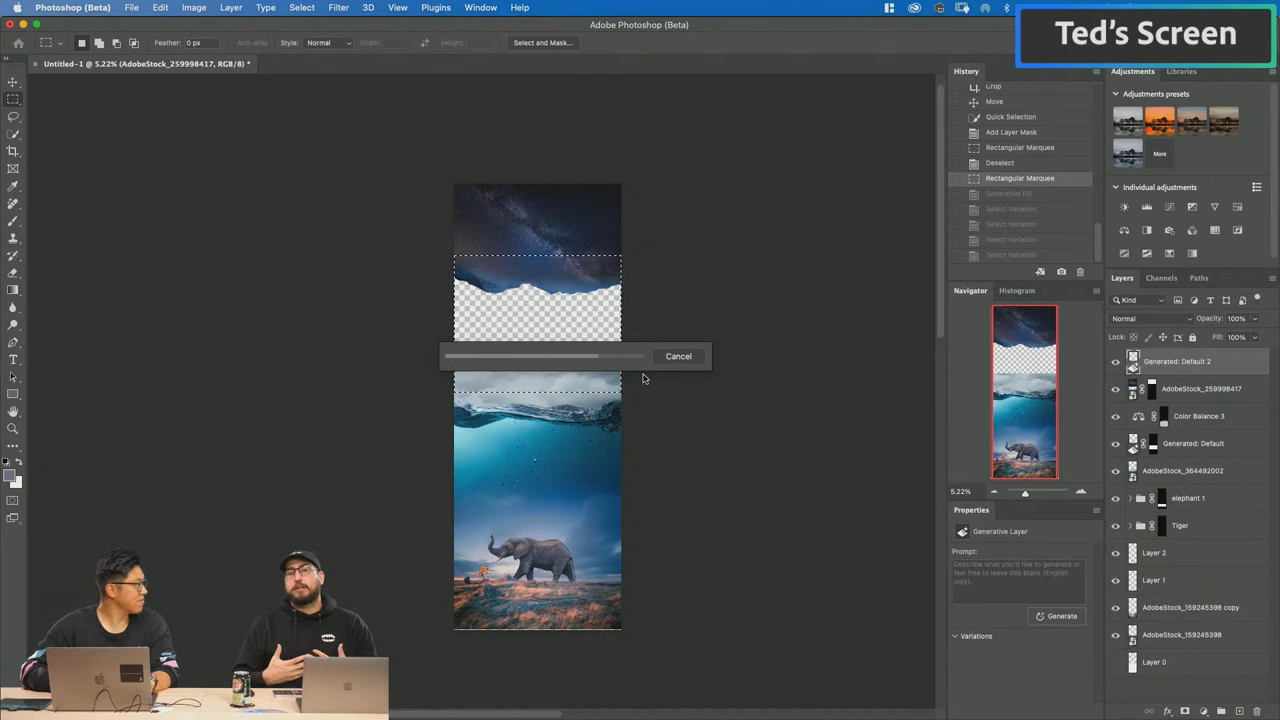 Photoshop (Beta) File Edit Image Layer Type Select Filter 3D View Plugins Window Help
Adobe Photoshop (Beta)
Ted's Screen
Feather: 0 px Anti-alias Style: Normal Width: Height: Select and Mask...
Untitled-1 @ 5.22% (AdobeStock_259998417, RGB/8) *
History
Crop
Move
Quick Selection
Add Layer Mask
Rectangular Marquee
Deselect
Rectangular Marquee
Generative Fill
Select Variation
Select Variation
Select Variation
Select Variation
Adjustments Libraries
Adjustments presets
More
Individual adjustments
Navigator Histogram
5.22%
Layers Channels Paths
Kind
Normal Opacity: 100%
Lock: Fill: 100%
Generated: Default 2
AdobeStock_259998417
Color Balance 3
Generated: Default
AdobeStock_364492002
elephant 1
Tiger
Layer 2
Layer 1
AdobeStock_159245398 copy
AdobeStock_159245398
Layer 0
Properties
Generative Layer
Prompt:
Describe what you'd like to generate or
feel free to leave this blank (English
only).
Generate
Variations
Cancel